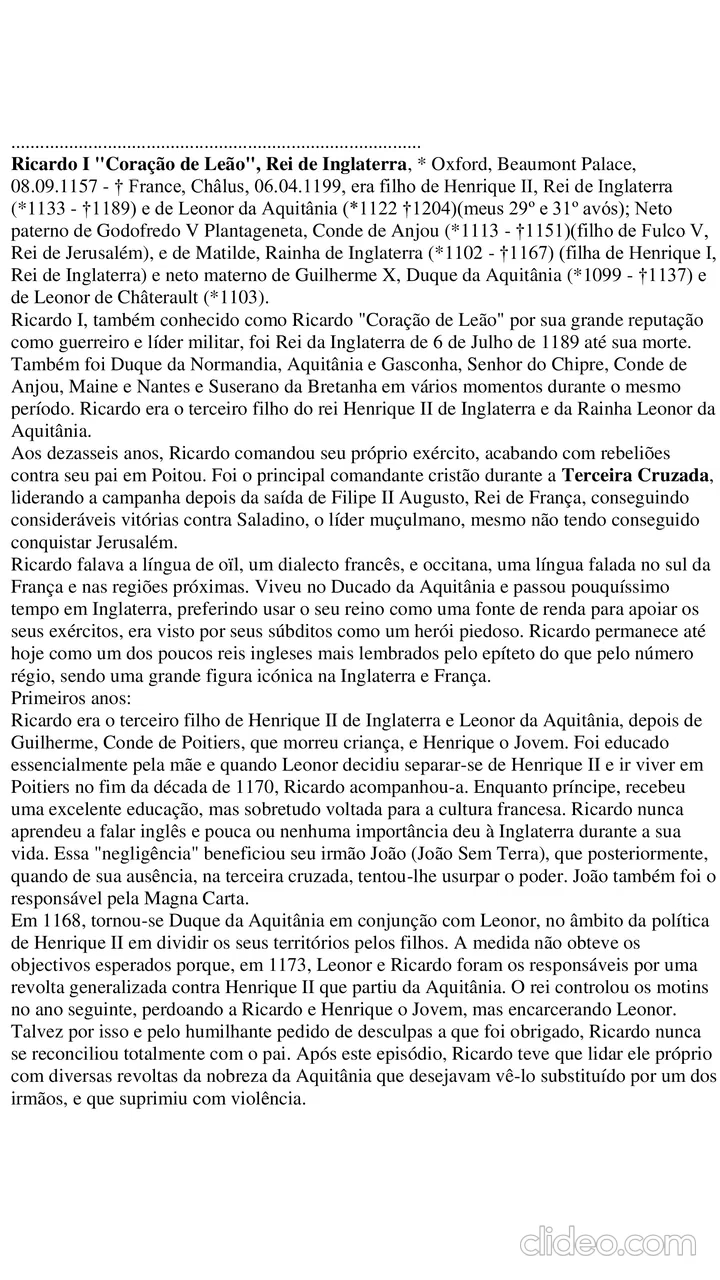 .....................................................................................
Ricardo I "Coração de Leão", Rei de Inglaterra, * Oxford, Beaumont Palace,
08.09.1157 - † France, Châlus, 06.04.1199, era filho de Henrique II, Rei de Inglaterra
(*1133 - †1189) e de Leonor da Aquitânia (*1122 †1204)(meus 29º e 31º avós); Neto
paterno de Godofredo V Plantageneta, Conde de Anjou (*1113 - †1151)(filho de Fulco V,
Rei de Jerusalém), e de Matilde, Rainha de Inglaterra (*1102 - †1167) (filha de Henrique I,
Rei de Inglaterra) e neto materno de Guilherme X, Duque da Aquitânia (*1099 - †1137) e
de Leonor de Châterault (*1103).
Ricardo I, também conhecido como Ricardo "Coração de Leão" por sua grande reputação
como guerreiro e líder militar, foi Rei da Inglaterra de 6 de Julho de 1189 até sua morte.
Também foi Duque da Normandia, Aquitânia e Gasconha, Senhor do Chipre, Conde de
Anjou, Maine e Nantes e Suserano da Bretanha em vários momentos durante o mesmo
período. Ricardo era o terceiro filho do rei Henrique II de Inglaterra e da Rainha Leonor da
Aquitânia.
Aos dezasseis anos, Ricardo comandou seu próprio exército, acabando com rebeliões
contra seu pai em Poitou. Foi o principal comandante cristão durante a Terceira Cruzada,
liderando a campanha depois da saída de Filipe II Augusto, Rei de França, conseguindo
consideráveis vitórias contra Saladino, o líder muçulmano, mesmo não tendo conseguido
conquistar Jerusalém.
Ricardo falava a língua de oïl, um dialecto francês, e occitana, uma língua falada no sul da
França e nas regiões próximas. Viveu no Ducado da Aquitânia e passou pouquíssimo
tempo em Inglaterra, preferindo usar o seu reino como uma fonte de renda para apoiar os
seus exércitos, era visto por seus súbditos como um herói piedoso. Ricardo permanece até
hoje como um dos poucos reis ingleses mais lembrados pelo epíteto do que pelo número
régio, sendo uma grande figura icónica na Inglaterra e França.
Primeiros anos:
Ricardo era o terceiro filho de Henrique II de Inglaterra e Leonor da Aquitânia, depois de
Guilherme, Conde de Poitiers, que morreu criança, e Henrique o Jovem. Foi educado
essencialmente pela mãe e quando Leonor decidiu separar-se de Henrique II e ir viver em
Poitiers no fim da década de 1170, Ricardo acompanhou-a. Enquanto príncipe, recebeu
uma excelente educação, mas sobretudo voltada para a cultura francesa. Ricardo nunca
aprendeu a falar inglês e pouca ou nenhuma importância deu à Inglaterra durante a sua
vida. Essa "negligência" beneficiou seu irmão João (João Sem Terra), que posteriormente,
quando de sua ausência, na terceira cruzada, tentou-lhe usurpar o poder. João também foi o
responsável pela Magna Carta.
Em 1168, tornou-se Duque da Aquitânia em conjunção com Leonor, no âmbito da política
de Henrique II em dividir os seus territórios pelos filhos. A medida não obteve os
objectivos esperados porque, em 1173, Leonor e Ricardo foram os responsáveis por uma
revolta generalizada contra Henrique II que partiu da Aquitânia. O rei controlou os motins
no ano seguinte, perdoando a Ricardo e Henrique o Jovem, mas encarcerando Leonor.
Talvez por isso e pelo humilhante pedido de desculpas a que foi obrigado, Ricardo nunca
se reconciliou totalmente com o pai. Após este episódio, Ricardo teve que lidar ele próprio
com diversas revoltas da nobreza da Aquitânia que desejavam vê-lo substituído por um dos
irmãos, e que suprimiu com violência.
clideo.com